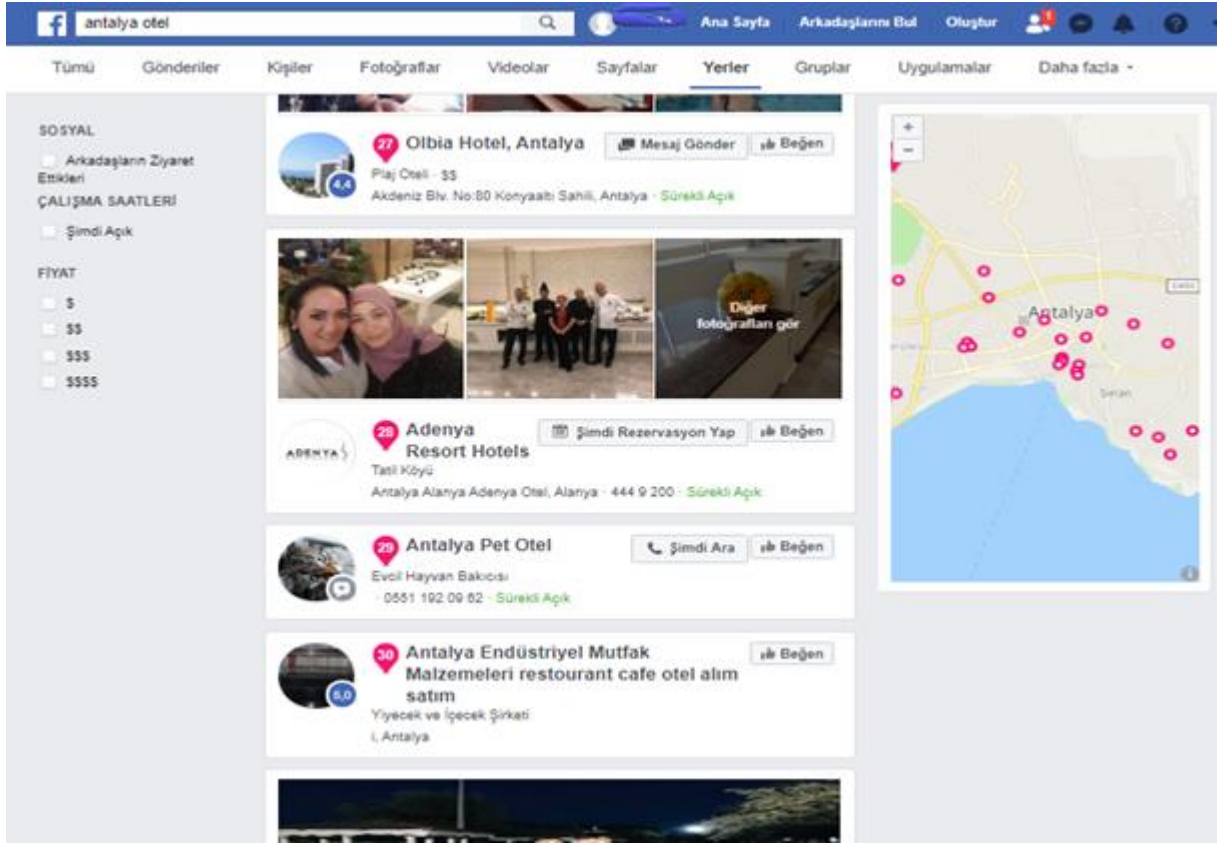 antalya otel
Ana Sayfa
Arkadaşlarını Bul
Oluştur
1
Tümü
Gönderiler
Kişiler
Fotoğraflar
Videolar
Sayfalar
Yerler
Gruplar
Uygulamalar
Daha fazla
SOSYAL
Arkadaşların Ziyaret
Ettikleri
ÇALIŞMA SAATLERİ
Şimdi Açık
FİYAT
$
$$
$$$
$$$$
27 Olbia Hotel, Antalya
Mesaj Gönder
Beğen
4,4
Plaj Oteli · $$
Akdeniz Blv. No:80 Konyaaltı Sahili, Antalya · Sürekli Açık
Diğer
fotoğrafları gör
ADENYA
28 Adenya
Resort Hotels
Şimdi Rezervasyon Yap
Beğen
Tatil Köyü
Antalya Alanya Adenya Otel, Alanya · 444 9 200 · Sürekli Açık
29 Antalya Pet Otel
Şimdi Ara
Beğen
Evcil Hayvan Bakıcısı
· 0551 192 09 62 · Sürekli Açık
30 Antalya Endüstriyel Mutfak
Malzemeleri restourant cafe otel alım
satım
Beğen
5,0
Yiyecek ve İçecek Şirketi
i, Antalya
+
−
Antalya
Şirinyalı